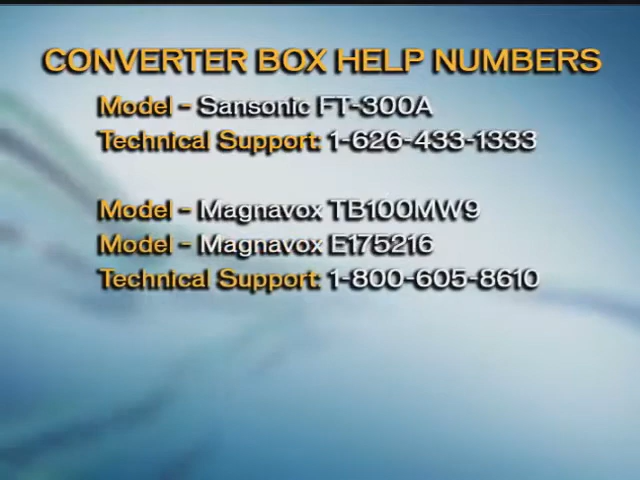 CONVERTER BOX HELP NUMBERS
Model - Sansonic FT-300A
Technical Support: 1-626-433-1333
Model - Magnavox TB100MW9
Model - Magnavox E175216
Technical Support: 1-800-605-8610